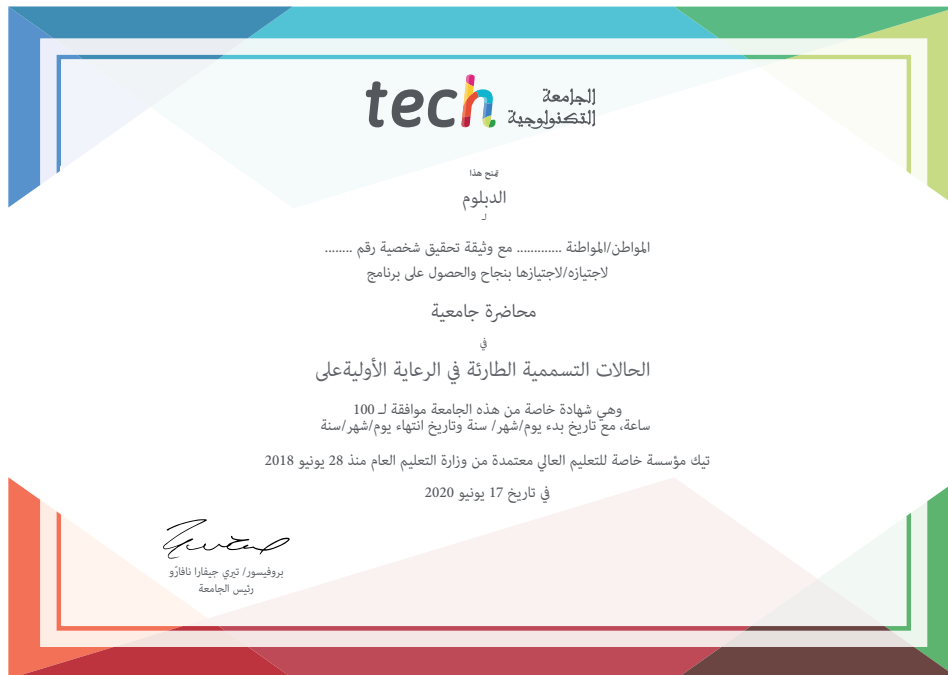 tech الجامعة
التكنولوجية
يمنح هذا
الدبلوم
لـ
المواطن/المواطنة ............. مع وثيقة تحقيق شخصية رقم ........
لاجتيازه/لاجتيازها بنجاح والحصول على برنامج
محاضرة جامعية
في
الحالات التسممية الطارئة في الرعاية الأوليةعلى
وهي شهادة خاصة من هذه الجامعة موافقة لـ 100
ساعة، مع تاريخ بدء يوم/شهر/ سنة وتاريخ انتهاء يوم/شهر/سنة
تيك مؤسسة خاصة للتعليم العالي معتمدة من وزارة التعليم العام منذ 28 يونيو 2018
في تاريخ 17 يونيو 2020
بروفيسور/ تيري جيفارا نافارّو
رئيس الجامعة